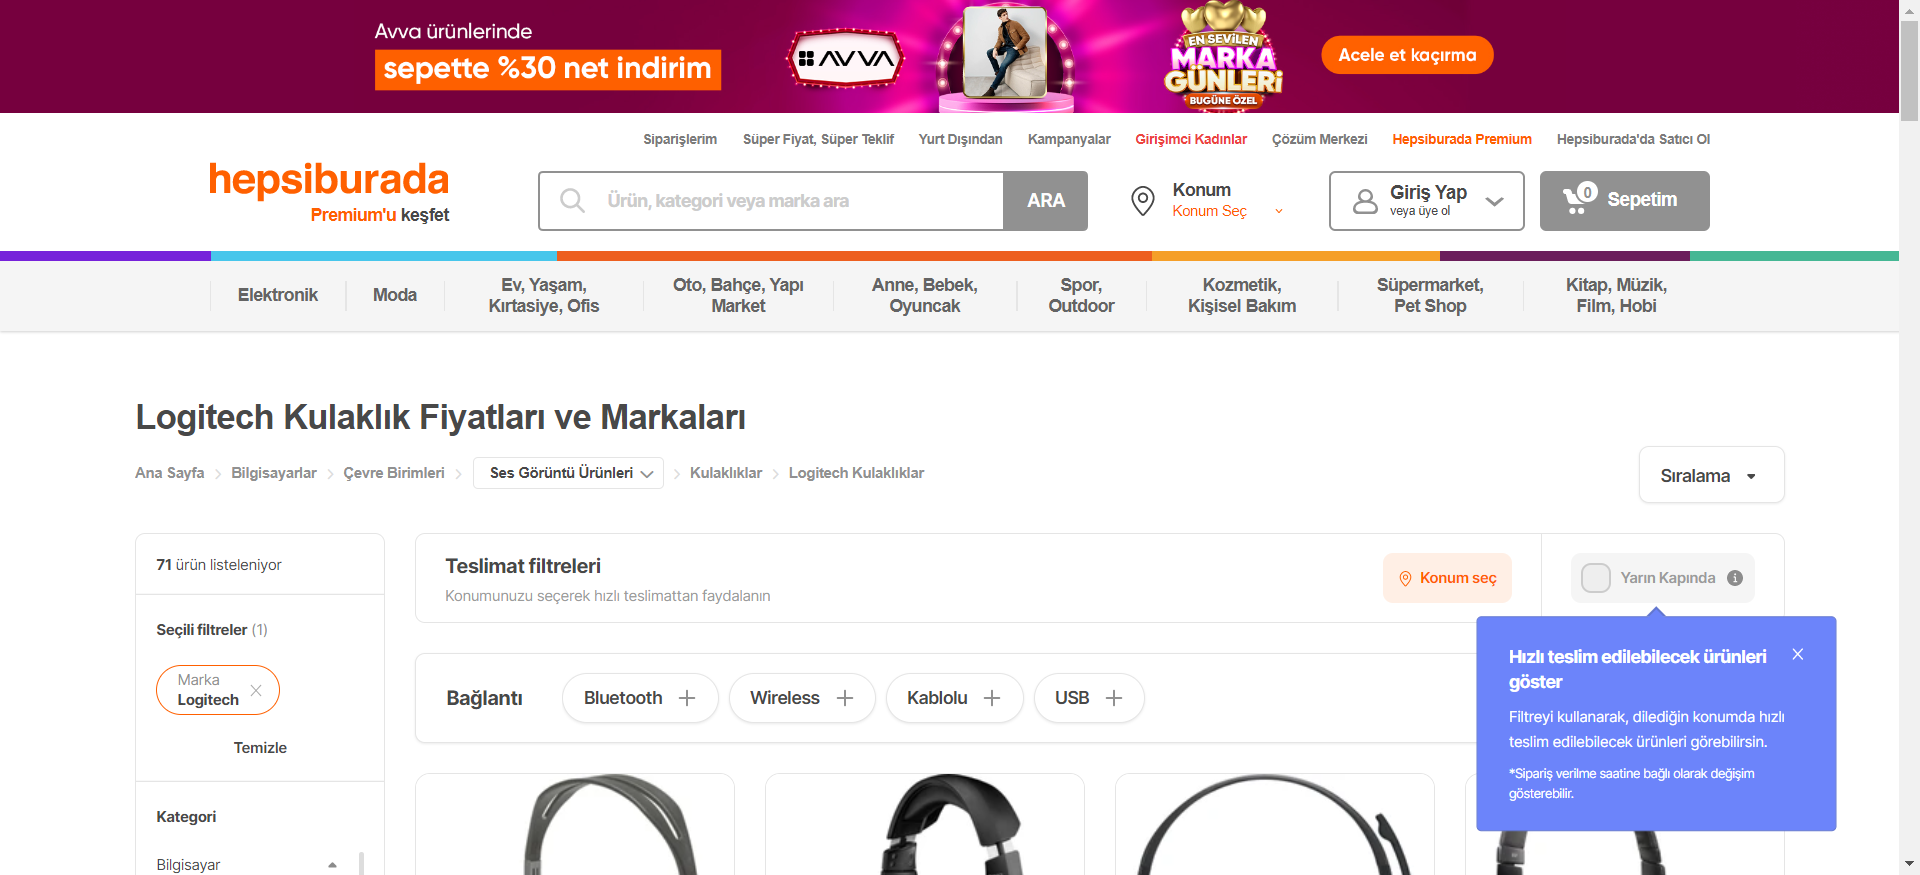 Avva ürünlerinde
sepette %30 net indirim
AVVA
EN SEVİLEN
MARKA
GÜNLERİ
BUGÜNE ÖZEL
Acele et kaçırma
Siparişlerim Süper Fiyat, Süper Teklif Yurt Dışından Kampanyalar Girişimci Kadınlar Çözüm Merkezi Hepsiburada Premium Hepsiburada'da Satıcı Ol
hepsiburada
Premium'u keşfet
Ürün, kategori veya marka ara
ARA
Konum
Konum Seç
Giriş Yap
veya üye ol
0
Sepetim
Elektronik
Moda
Ev, Yaşam,
Kırtasiye, Ofis
Oto, Bahçe, Yapı
Market
Anne, Bebek,
Oyuncak
Spor,
Outdoor
Kozmetik,
Kişisel Bakım
Süpermarket,
Pet Shop
Kitap, Müzik,
Film, Hobi
Logitech Kulaklık Fiyatları ve Markaları
Ana Sayfa Bilgisayarlar Çevre Birimleri Ses Görüntü Ürünleri Kulaklıklar Logitech Kulaklıklar
Sıralama
71 ürün listeleniyor
Seçili filtreler (1)
Marka
Logitech
Temizle
Kategori
Bilgisayar
Teslimat filtreleri
Konumunuzu seçerek hızlı teslimattan faydalanın
Konum seç
Yarın Kapında
Bağlantı
Bluetooth
Wireless
Kablolu
USB
Hızlı teslim edilebilecek ürünleri
göster
Filtreyi kullanarak, dilediğin konumda hızlı
teslim edilebilecek ürünleri görebilirsin.
*Sipariş verilme saatine bağlı olarak değişim
gösterebilir.